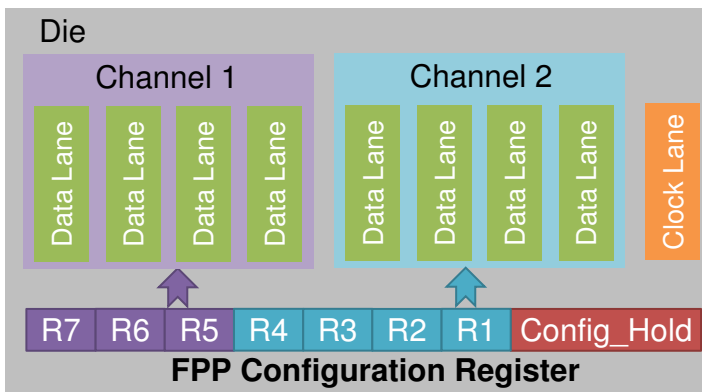 Die
Channel 1
Channel 2
Data Lane
Data Lane
Data Lane
Data Lane
Data Lane
Data Lane
Data Lane
Data Lane
Clock Lane
R7 R6 R5 R4 R3 R2 R1 Config_Hold
FPP Configuration Register